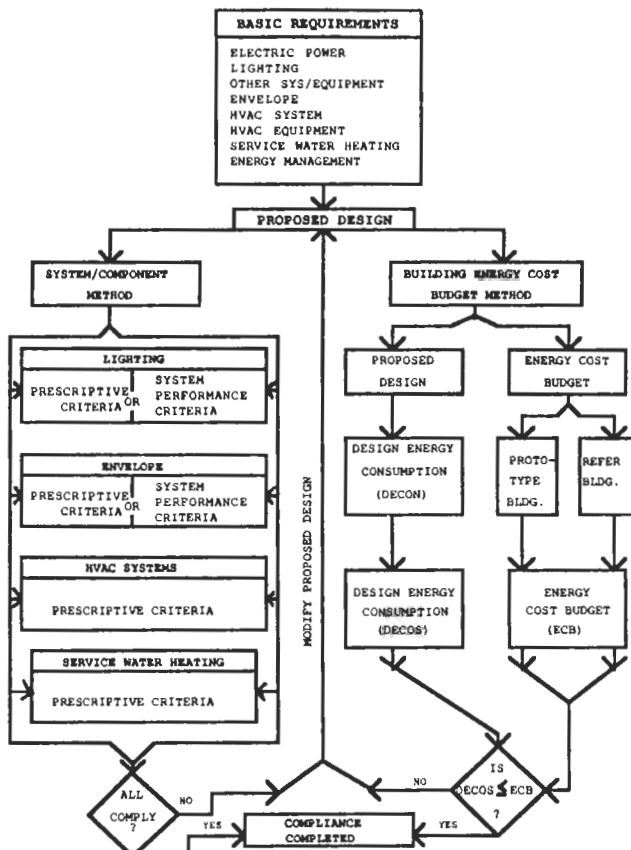 BASIC REQUIREMENTS
ELECTRIC POWER
LIGHTING
OTHER SYS/EQUIPMENT
ENVELOPE
HVAC SYSTEM
HVAC EQUIPMENT
SERVICE WATER HEATING
ENERGY MANAGEMENT
PROPOSED DESIGN
SYSTEM/COMPONENT
METHOD
LIGHTING
PRESCRIPTIVE
CRITERIA
OR
SYSTEM
PERFORMANCE
CRITERIA
ENVELOPE
PRESCRIPTIVE
CRITERIA
OR
SYSTEM
PERFORMANCE
CRITERIA
HVAC SYSTEMS
PRESCRIPTIVE CRITERIA
SERVICE WATER HEATING
PRESCRIPTIVE CRITERIA
ALL
COMPLY
?
NO
YES
MODIFY PROPOSED DESIGN
BUILDING ENERGY COST
BUDGET METHOD
PROPOSED
DESIGN
DESIGN ENERGY
CONSUMPTION
(DECON)
DESIGN ENERGY
CONSUMPTION
(DECOS)
ENERGY COST
BUDGET
PROTO-
TYPE
BLDG.
REFER
BLDG.
ENERGY
COST BUDGET
(ECB)
IS
DECOS ≤ ECB
?
NO
YES
COMPLIANCE
COMPLETED